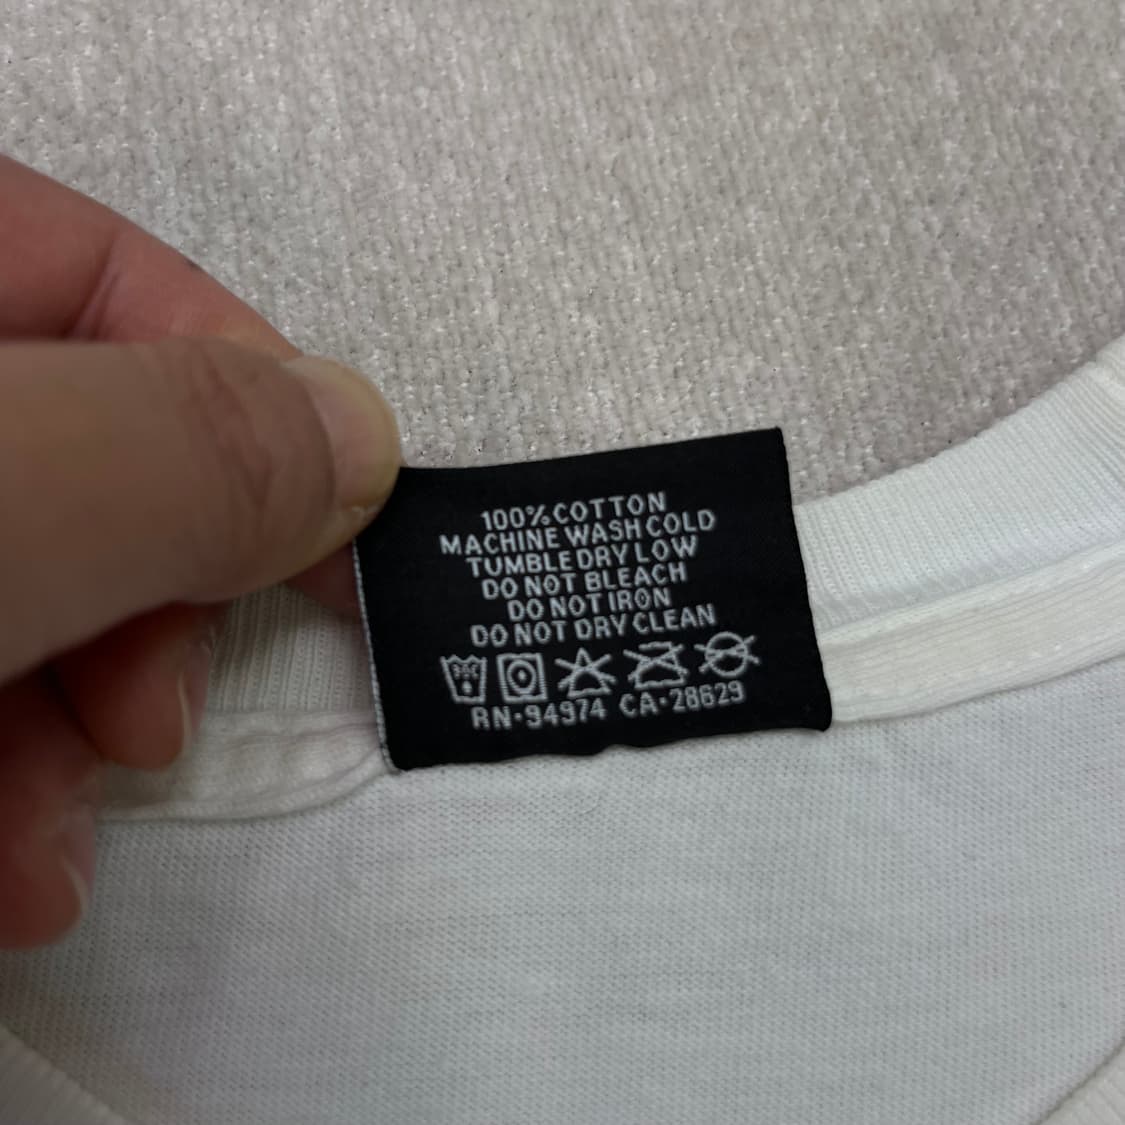 100% COTTON
MACHINE WASH COLD
TUMBLE DRY LOW
DO NOT BLEACH
DO NOT IRON
DO NOT DRY CLEAN
RN·94974 CA·28629